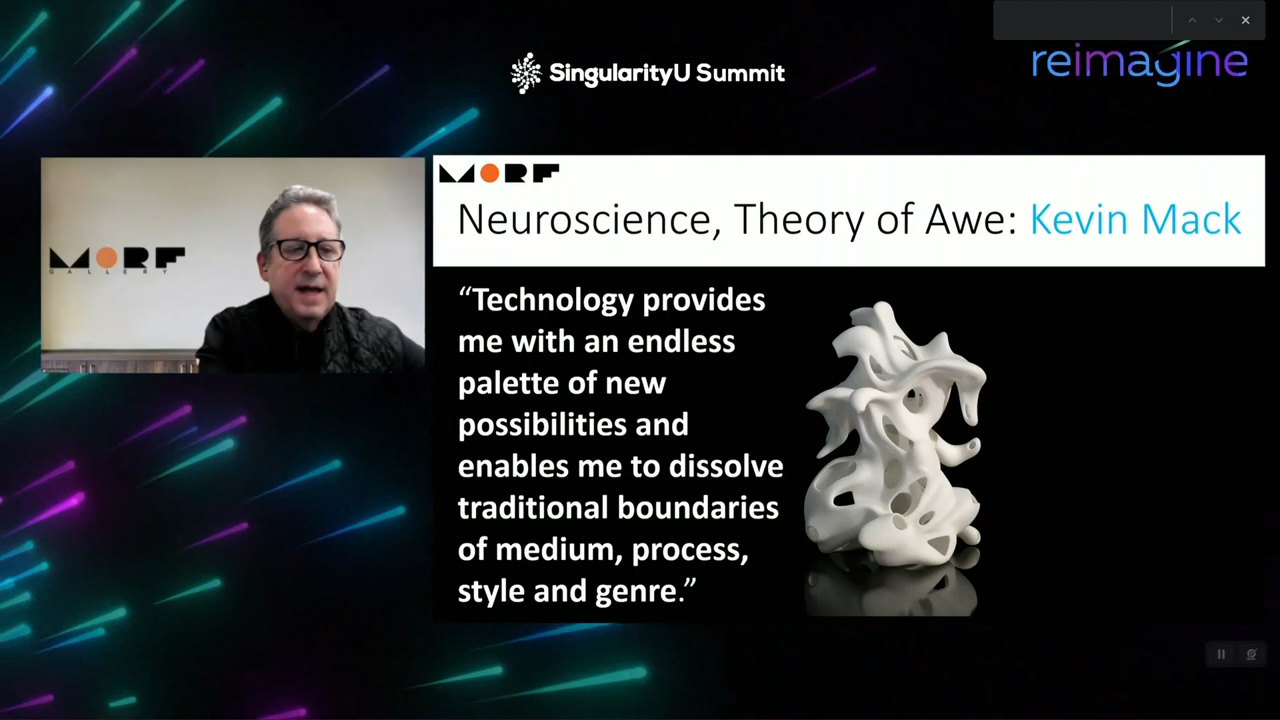 SingularityU Summit
reimagine
MORF
GALLERY
MORF
Neuroscience, Theory of Awe: Kevin Mack
“Technology provides
me with an endless
palette of new
possibilities and
enables me to dissolve
traditional boundaries
of medium, process,
style and genre.”